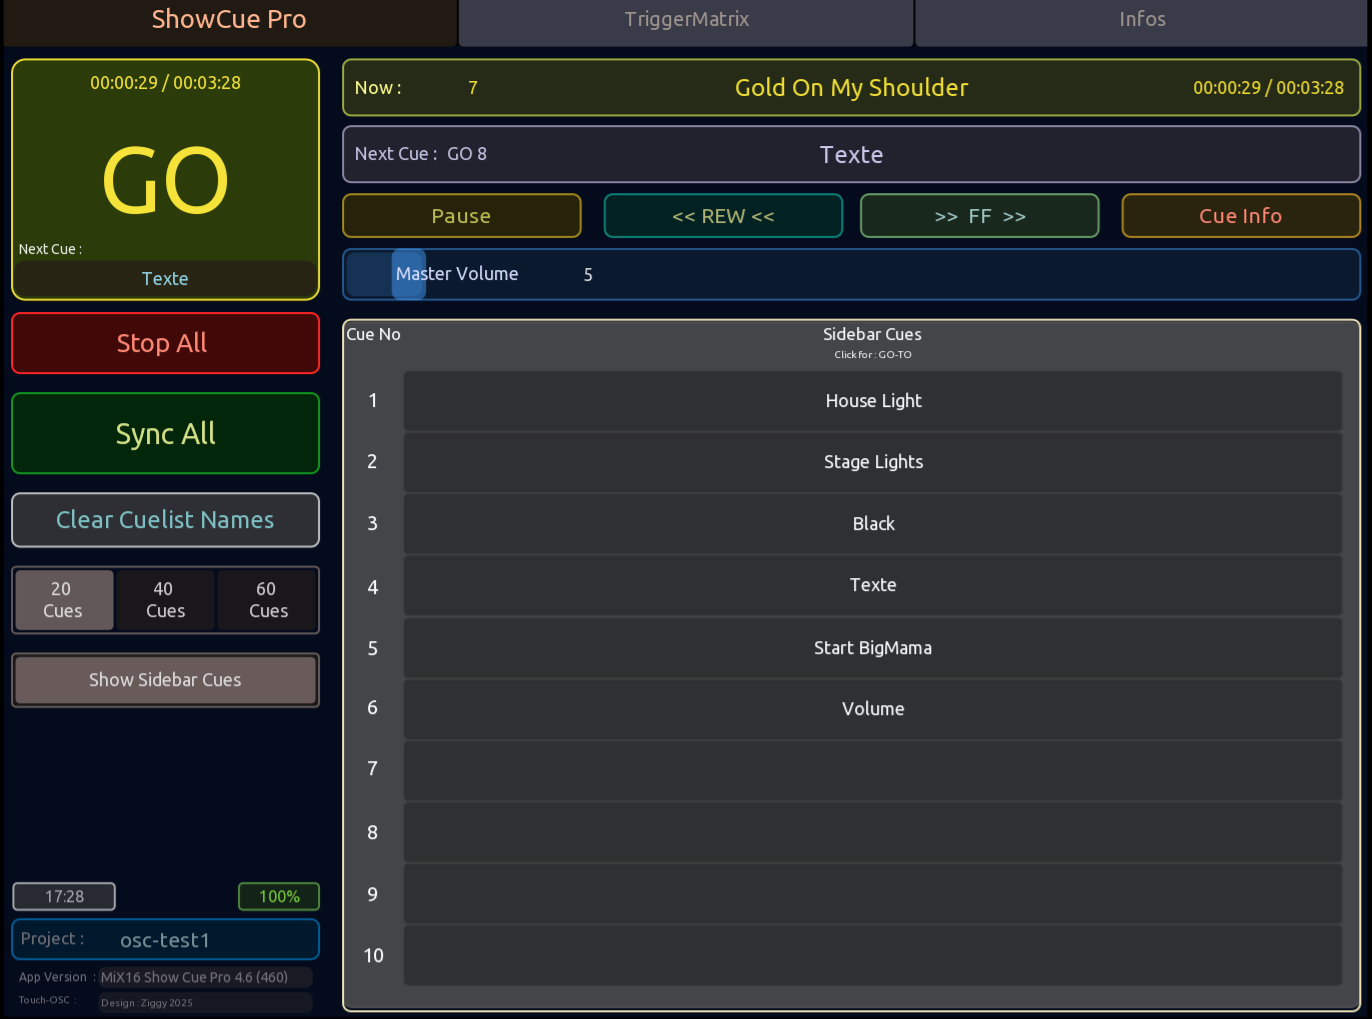 ShowCue Pro
TriggerMatrix
Infos
00:00:29 / 00:03:28
GO
Next Cue :
Texte
Now :
7
Gold On My Shoulder
00:00:29 / 00:03:28
Next Cue : GO 8
Texte
Pause
<< REW <<
>> FF >>
Cue Info
Master Volume
5
Stop All
Sync All
Clear Cuelist Names
20 Cues
40 Cues
60 Cues
Show Sidebar Cues
Cue No
Sidebar Cues
Click for : GO-TO
1 House Light
2 Stage Lights
3 Black
4 Texte
5 Start BigMama
6 Volume
7
8
9
10
17:28
100%
Project : osc-test1
App Version : MiX16 Show Cue Pro 4.6 (460)
Touch-OSC : Design : Ziggy 2025